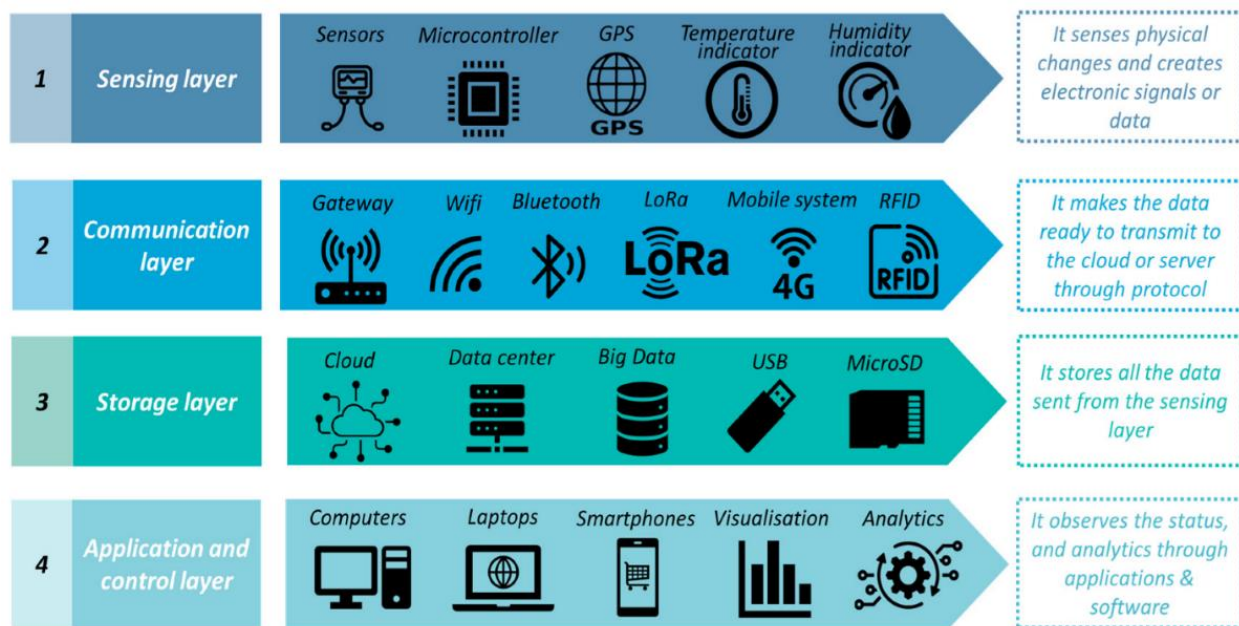 1
Sensing layer
Sensors
Microcontroller
GPS
Temperature
indicator
Humidity
indicator
GPS
It senses physical
changes and creates
electronic signals or
data
2
Communication
layer
Gateway
Wifi
Bluetooth
LoRa
Mobile system
RFID
LoRa
4G
RFID
It makes the data
ready to transmit to
the cloud or server
through protocol
3
Storage layer
Cloud
Data center
Big Data
USB
MicroSD
It stores all the data
sent from the sensing
layer
4
Application and
control layer
Computers
Laptops
Smartphones
Visualisation
Analytics
It observes the status,
and analytics through
applications &
software